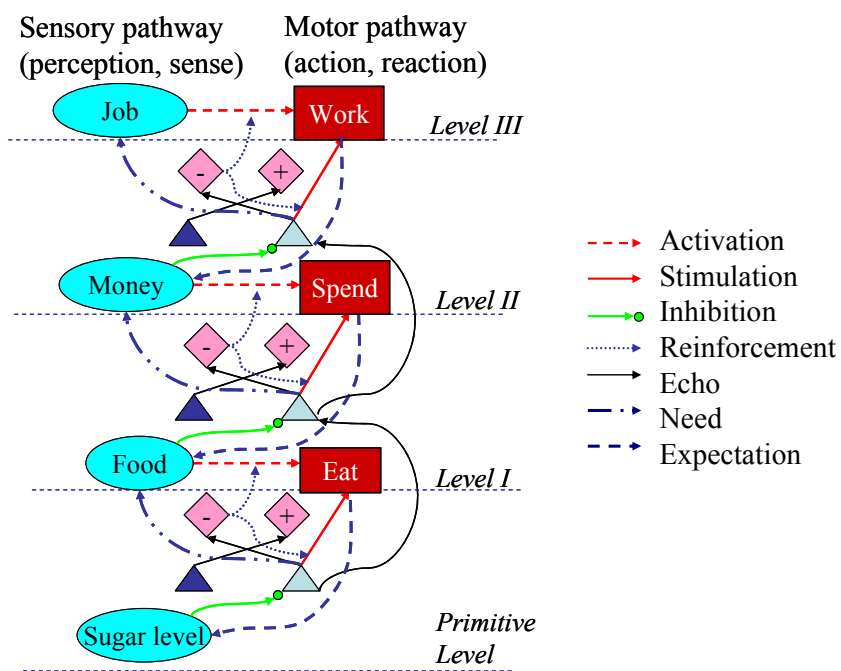 Sensory pathway
(perception, sense)
Motor pathway
(action, reaction)
Job
Work
Level III
-
+
Money
Spend
Level II
-
+
Food
Eat
Level I
-
+
Sugar level
Primitive
Level
Activation
Stimulation
Inhibition
Reinforcement
Echo
Need
Expectation